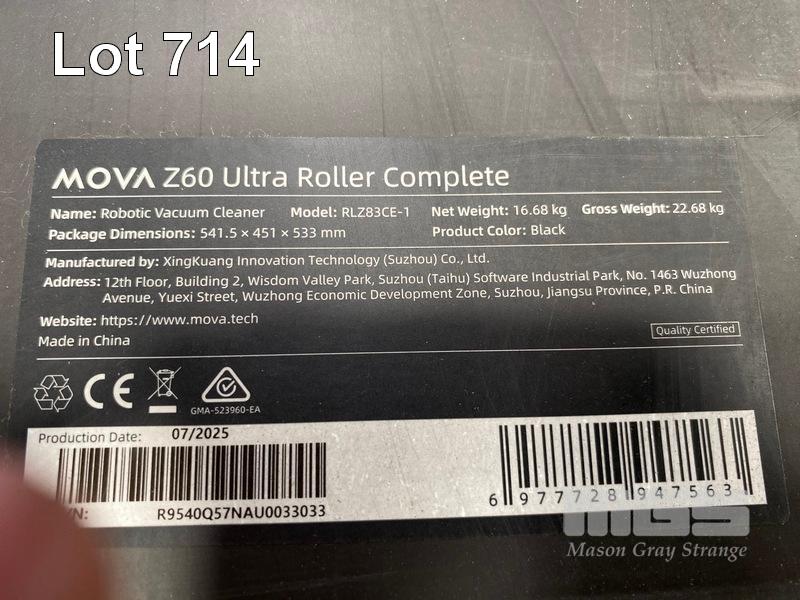 Lot 714
MOVA Z60 Ultra Roller Complete
Name: Robotic Vacuum Cleaner Model: RLZ83CE-1 Net Weight: 16.68 kg Gross Weight: 22.68 kg
Package Dimensions: 541.5 × 451 × 533 mm Product Color: Black
Manufactured by: XingKuang Innovation Technology (Suzhou) Co., Ltd.
Address: 12th Floor, Building 2, Wisdom Valley Park, Suzhou (Taihu) Software Industrial Park, No. 1463 Wuzhong
Avenue, Yuexi Street, Wuzhong Economic Development Zone, Suzhou, Jiangsu Province, P.R. China
Website: https://www.mova.tech
Made in China
Quality Certified
CE
GMA-523960-EA
Production Date: 07/2025
R9540Q57NAU0033033
6 977728 947563
MGS
Mason Gray Strange